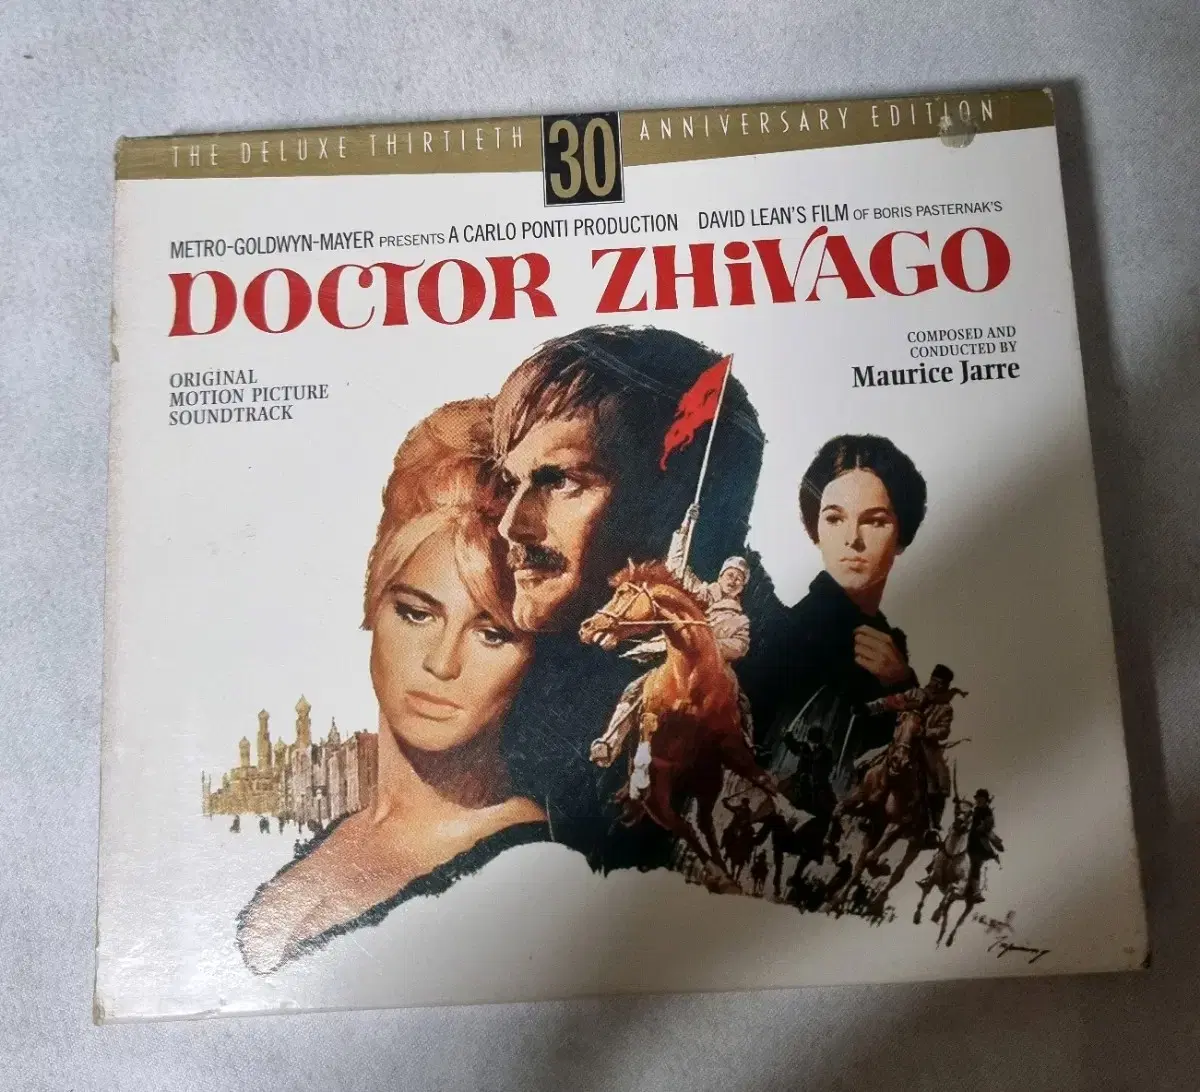 THE DELUXE THIRTIETH 30 ANNIVERSARY EDITION
METRO-GOLDWYN-MAYER PRESENTS A CARLO PONTI PRODUCTION DAVID LEAN'S FILM OF BORIS PASTERNAK'S
DOCTOR ZHiVAGO
ORIGINAL
MOTION PICTURE
SOUNDTRACK
COMPOSED AND
CONDUCTED BY
Maurice Jarre